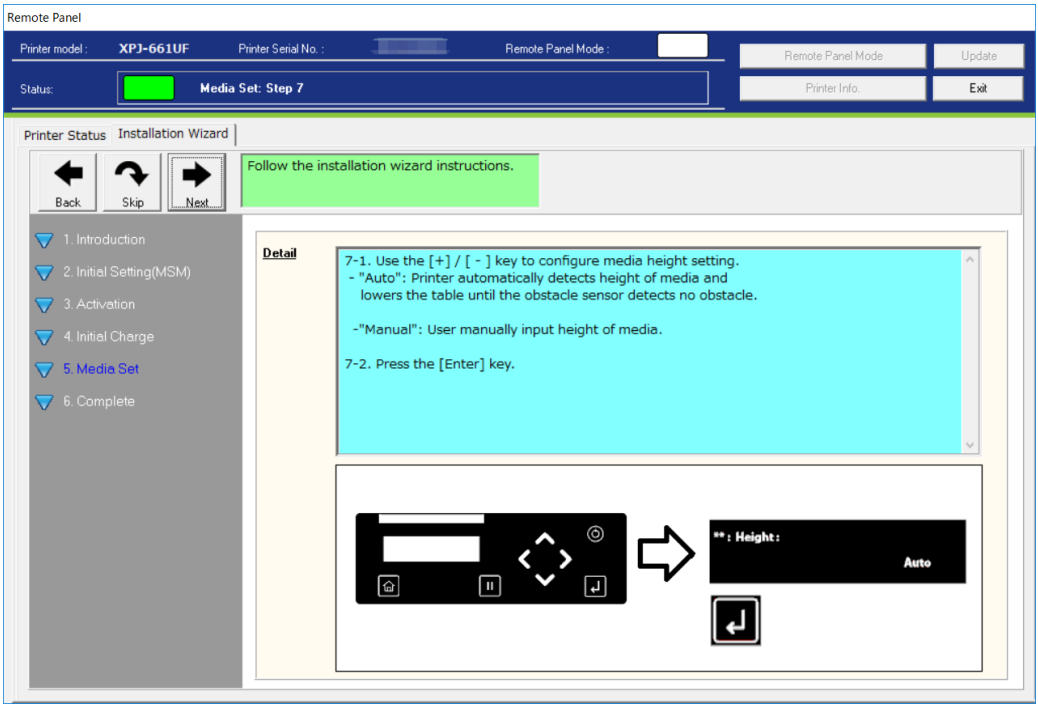 Remote Panel
Printer model : XPJ-661UF Printer Serial No. : Remote Panel Mode :
Remote Panel Mode Update
Status: Media Set: Step 7
Printer Info. Exit
Printer Status Installation Wizard
Back Skip Next
Follow the installation wizard instructions.
1. Introduction
2. Initial Setting(MSM)
3. Activation
4. Initial Charge
5. Media Set
6. Complete
Detail
7-1. Use the [+] / [ - ] key to configure media height setting.
- "Auto": Printer automatically detects height of media and
lowers the table until the obstacle sensor detects no obstacle.
-"Manual": User manually input height of media.
7-2. Press the [Enter] key.
**: Height:
Auto